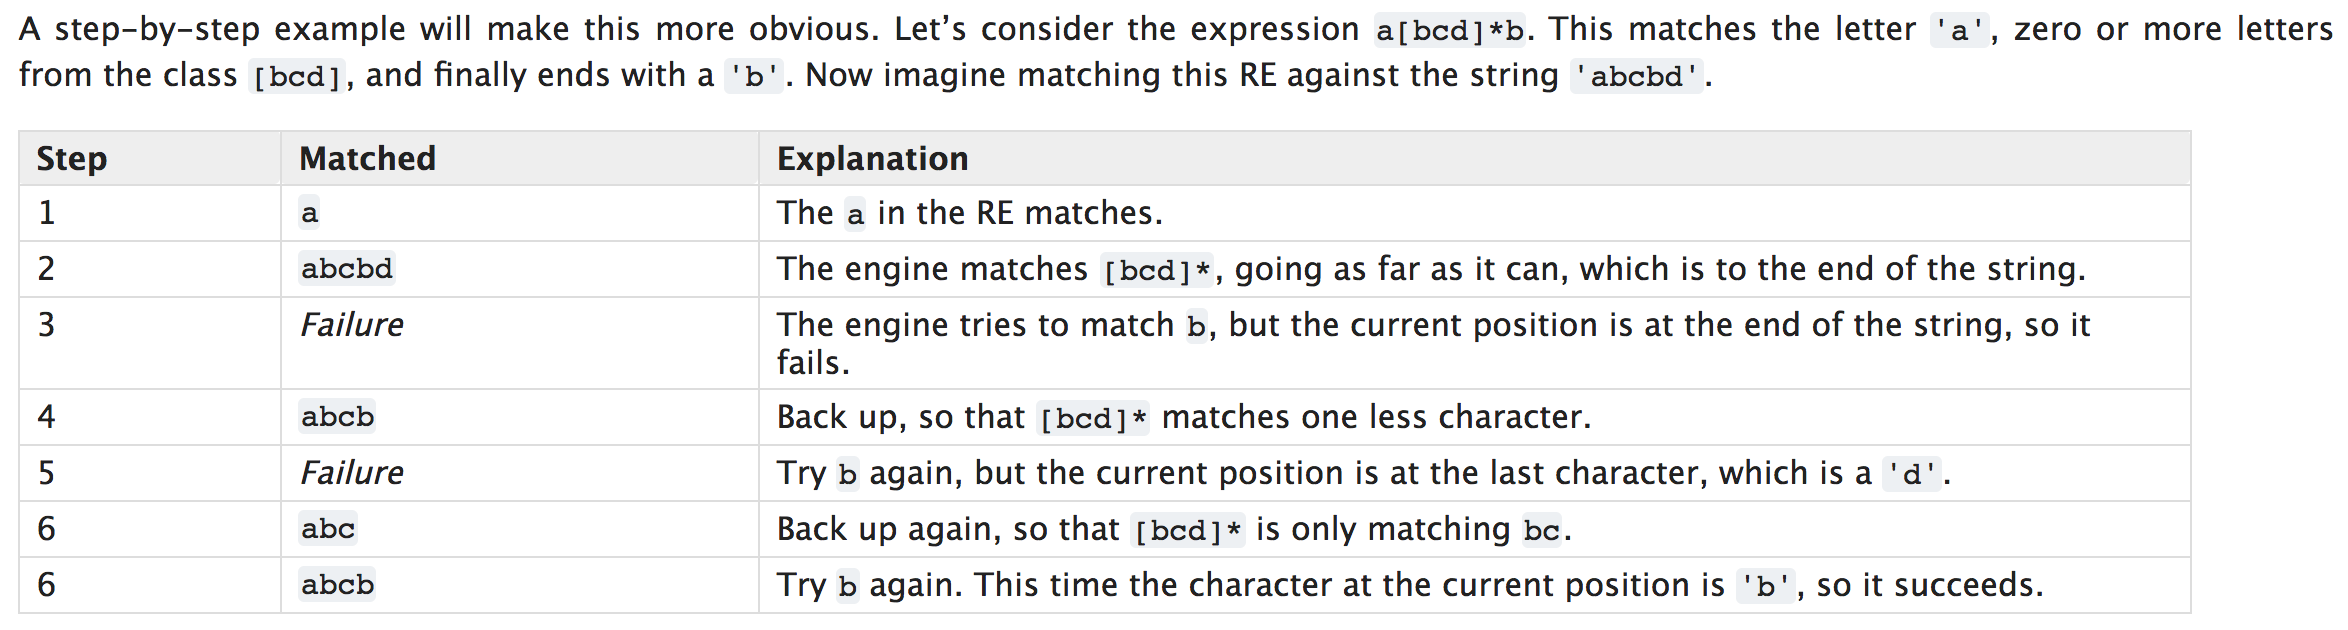 A step-by-step example will make this more obvious. Let’s consider the expression a[bcd]*b. This matches the letter 'a', zero or more letters
from the class [bcd], and finally ends with a 'b'. Now imagine matching this RE against the string 'abcbd'.
Step Matched Explanation
1 a The a in the RE matches.
2 abcbd The engine matches [bcd]*, going as far as it can, which is to the end of the string.
3 Failure The engine tries to match b, but the current position is at the end of the string, so it
fails.
4 abcb Back up, so that [bcd]* matches one less character.
5 Failure Try b again, but the current position is at the last character, which is a 'd'.
6 abc Back up again, so that [bcd]* is only matching bc.
6 abcb Try b again. This time the character at the current position is 'b', so it succeeds.